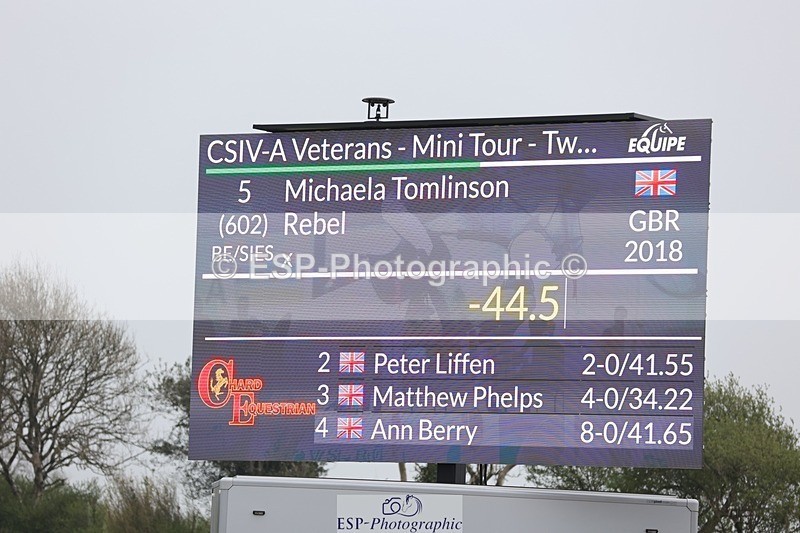 CSIV-A Veterans - Mini Tour - Tw...
EQUIPE
5 Michaela Tomlinson
(602) Rebel GBR
x 2018
© ESP-Photographic ©
-44.5
2 Peter Liffen 2-0/41.55
3 Matthew Phelps 4-0/34.22
4 Ann Berry 8-0/41.65
CHARD
EQUESTRIAN
ESP-Photographic